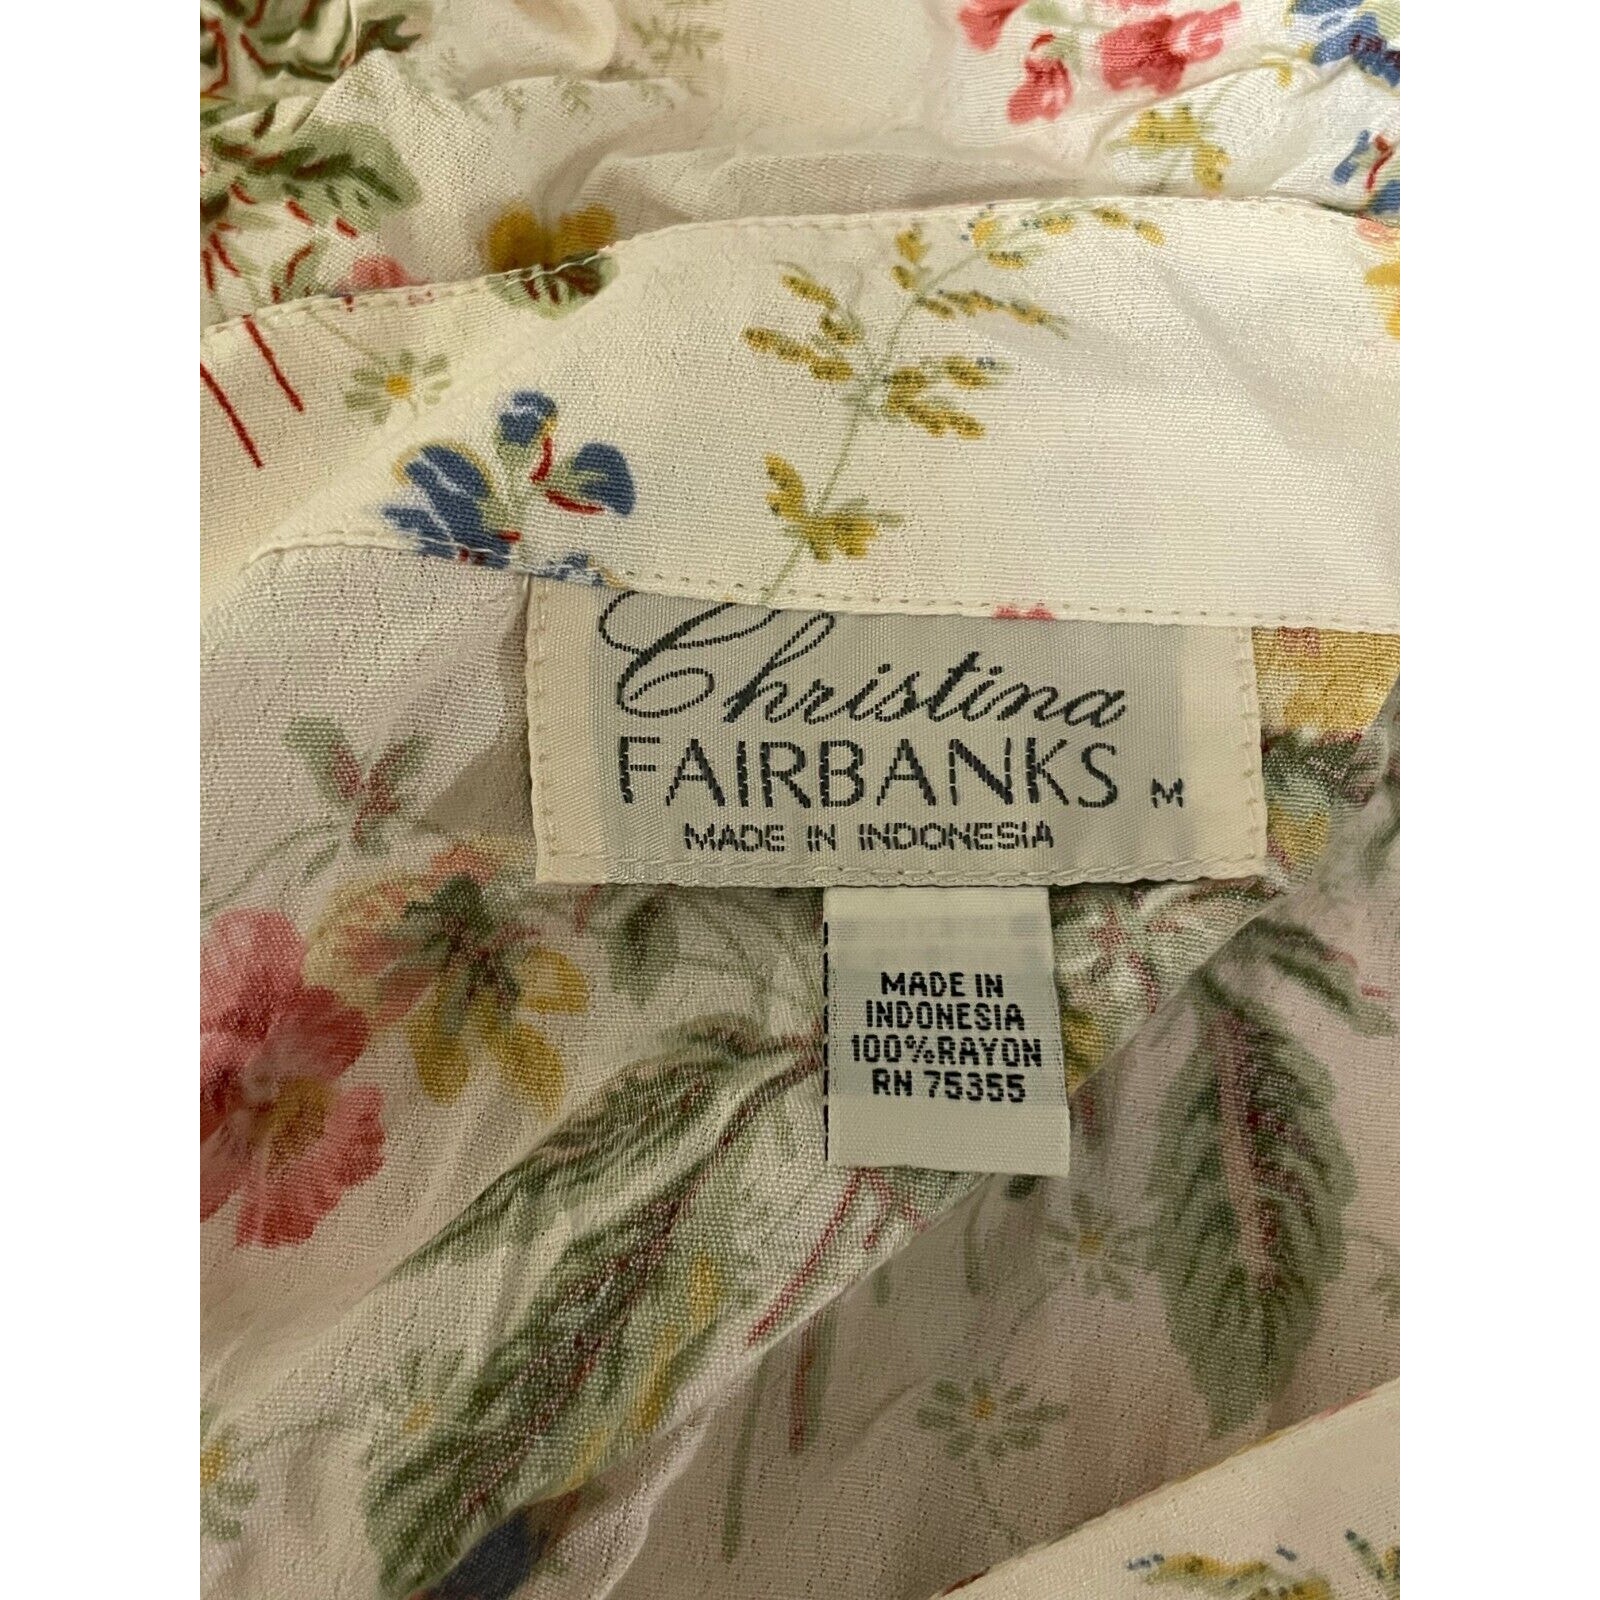 Christina
FAIRBANKS M
MADE IN INDONESIA
MADE IN
INDONESIA
100%RAYON
RN 75355